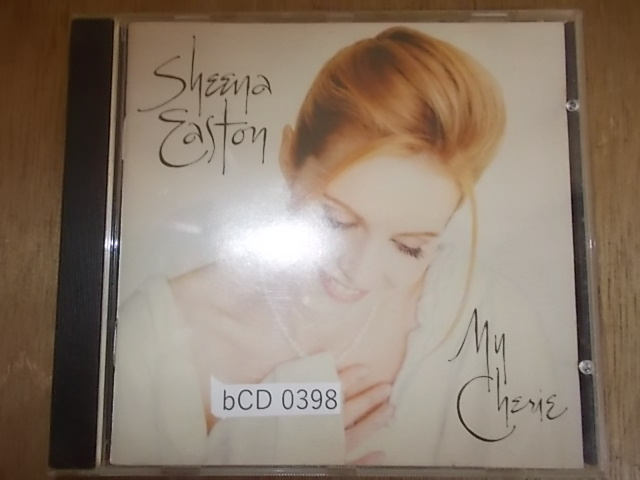 Sheena
Easton
My
Cherie
bCD 0398